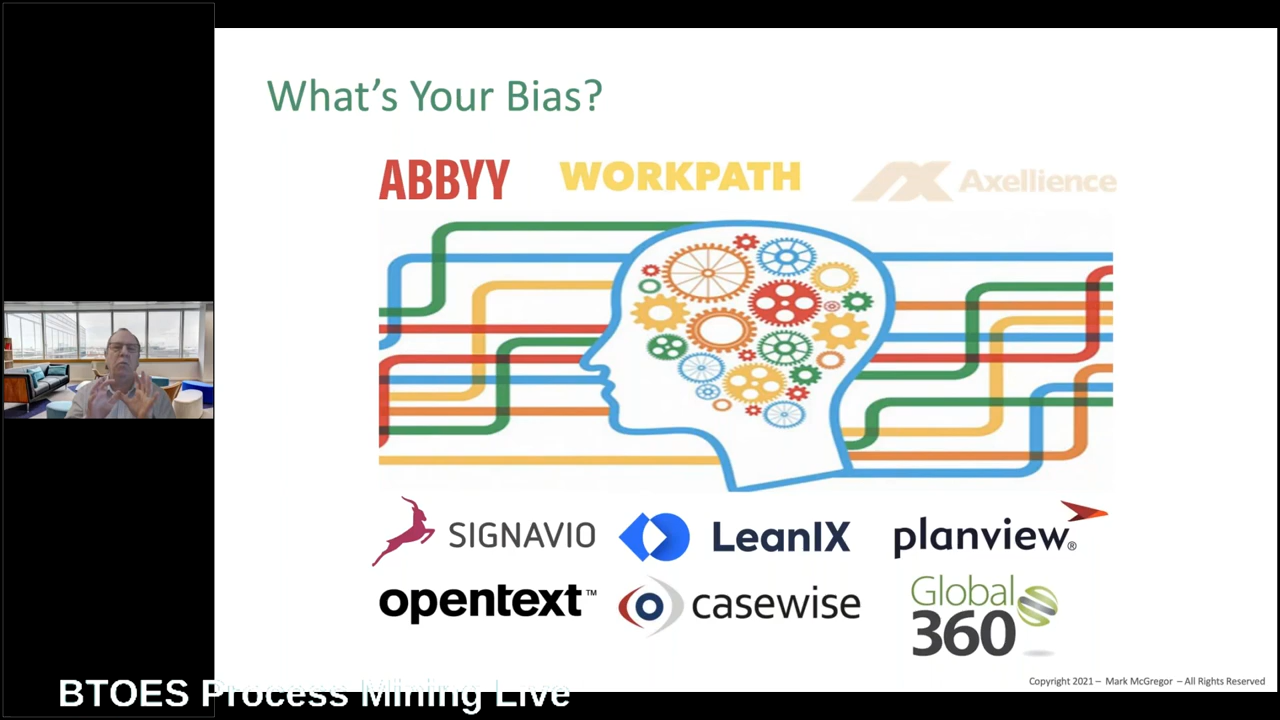 What's Your Bias?
ABBYY WORKPATH Axellience
SIGNAVIO LeanIX planview®
opentext™ casewise Global
360
Copyright 2021 – Mark McGregor – All Rights Reserved
BTOES Process Mining Live